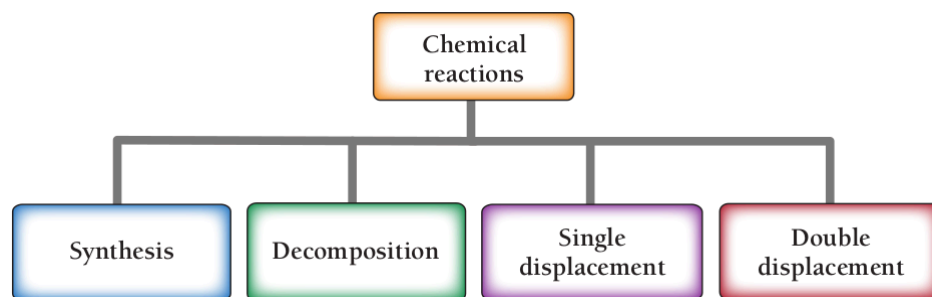 Chemical
reactions
Synthesis
Decomposition
Single
displacement
Double
displacement